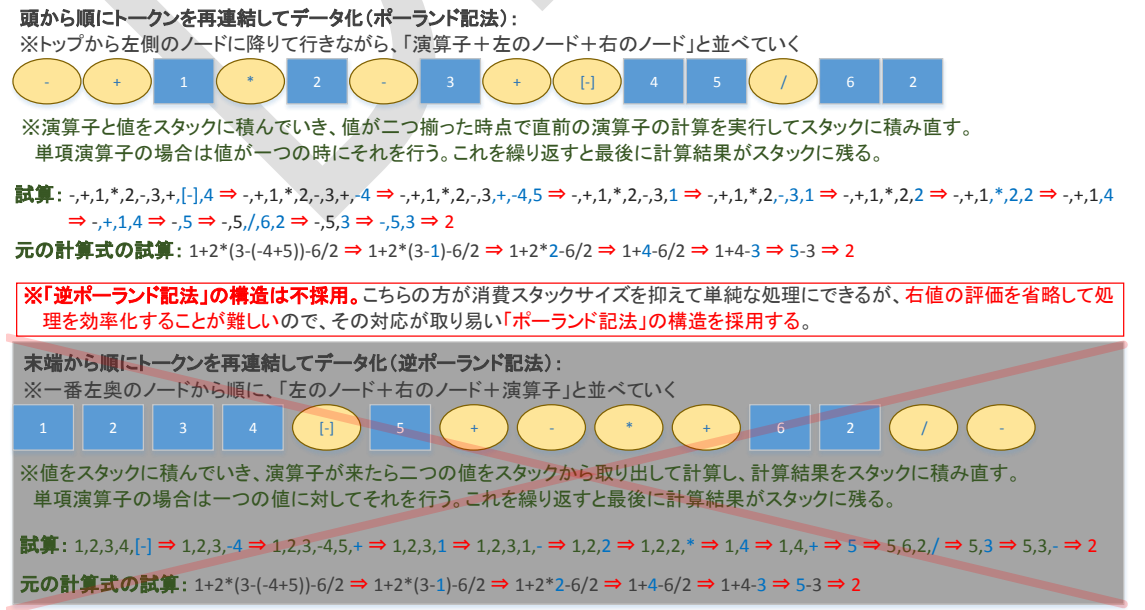 頭から順にトークンを再連結してデータ化(ポーランド記法):
※トップから左側のノードに降りて行きながら、「演算子+左のノード+右のノード」と並べていく
- + 1 * 2 - 3 + [-] 4 5 / 6 2
※演算子と値をスタックに積んでいき、値が二つ揃った時点で直前の演算子の計算を実行してスタックに積み直す。
単項演算子の場合は値が一つの時にそれを行う。これを繰り返すと最後に計算結果がスタックに残る。
試算: -,+,1,*,2,-,3,+,[-],4 ⇒ -,+,1,*,2,-,3,+,-4 ⇒ -,+,1,*,2,-,3,+,-4,5 ⇒ -,+,1,*,2,-,3,1 ⇒ -,+,1,*,2,-,3,1 ⇒ -,+,1,*,2,2 ⇒ -,+,1,*,2,2 ⇒ -,+,1,4
⇒ -,+,1,4 ⇒ -,5 ⇒ -,5,/,6,2 ⇒ -,5,3 ⇒ -,5,3 ⇒ 2
元の計算式の試算: 1+2*(3-(-4+5))-6/2 ⇒ 1+2*(3-1)-6/2 ⇒ 1+2*2-6/2 ⇒ 1+4-6/2 ⇒ 1+4-3 ⇒ 5-3 ⇒ 2
※「逆ポーランド記法」の構造は不採用。こちらの方が消費スタックサイズを抑えて単純な処理にできるが、右値の評価を省略して処
理を効率化することが難しいので、その対応が取り易い「ポーランド記法」の構造を採用する。
末端から順にトークンを再連結してデータ化(逆ポーランド記法):
※一番左奥のノードから順に、「左のノード+右のノード+演算子」と並べていく
1 2 3 4 [-] 5 + - * + 6 2 / -
※値をスタックに積んでいき、演算子が来たら二つの値をスタックから取り出して計算し、計算結果をスタックに積み直す。
単項演算子の場合は一つの値に対してそれを行う。これを繰り返すと最後に計算結果がスタックに残る。
試算: 1,2,3,4,[-] ⇒ 1,2,3,-4 ⇒ 1,2,3,-4,5,+ ⇒ 1,2,3,1 ⇒ 1,2,3,1,- ⇒ 1,2,2 ⇒ 1,2,2,* ⇒ 1,4 ⇒ 1,4,+ ⇒ 5 ⇒ 5,6,2,/ ⇒ 5,3 ⇒ 5,3,- ⇒ 2
元の計算式の試算: 1+2*(3-(-4+5))-6/2 ⇒ 1+2*(3-1)-6/2 ⇒ 1+2*2-6/2 ⇒ 1+4-6/2 ⇒ 1+4-3 ⇒ 5-3 ⇒ 2